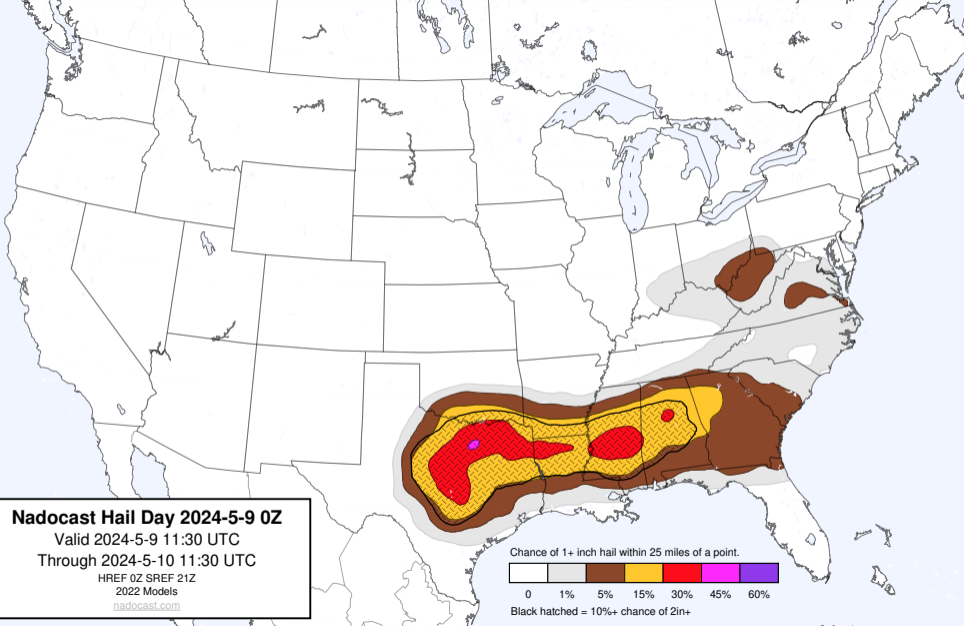 Nadocast Hail Day 2024-5-9 0Z
Valid 2024-5-9 11:30 UTC
Through 2024-5-10 11:30 UTC
HREF 0Z SREF 21Z
2022 Models
nadocast.com
Chance of 1+ inch hail within 25 miles of a point.
0 1% 5% 15% 30% 45% 60%
Black hatched = 10%+ chance of 2in+